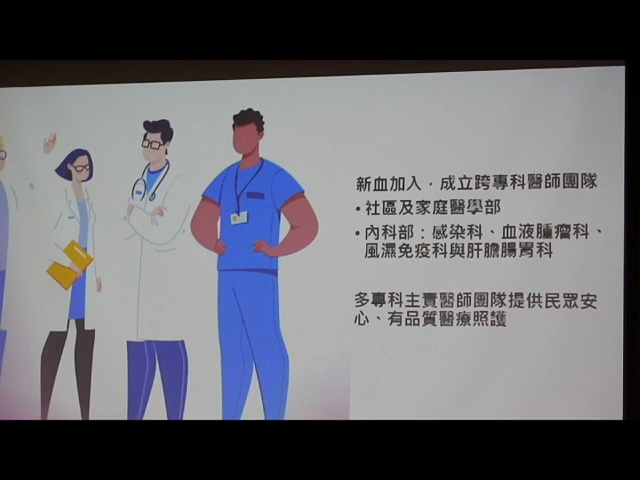 新血加入，成立跨專科醫師團隊
•社區及家庭醫學部
•內科部：感染科、血液腫瘤科、
風濕免疫科與肝膽腸胃科
多專科主責醫師團隊提供民眾安
心、有品質醫療照護